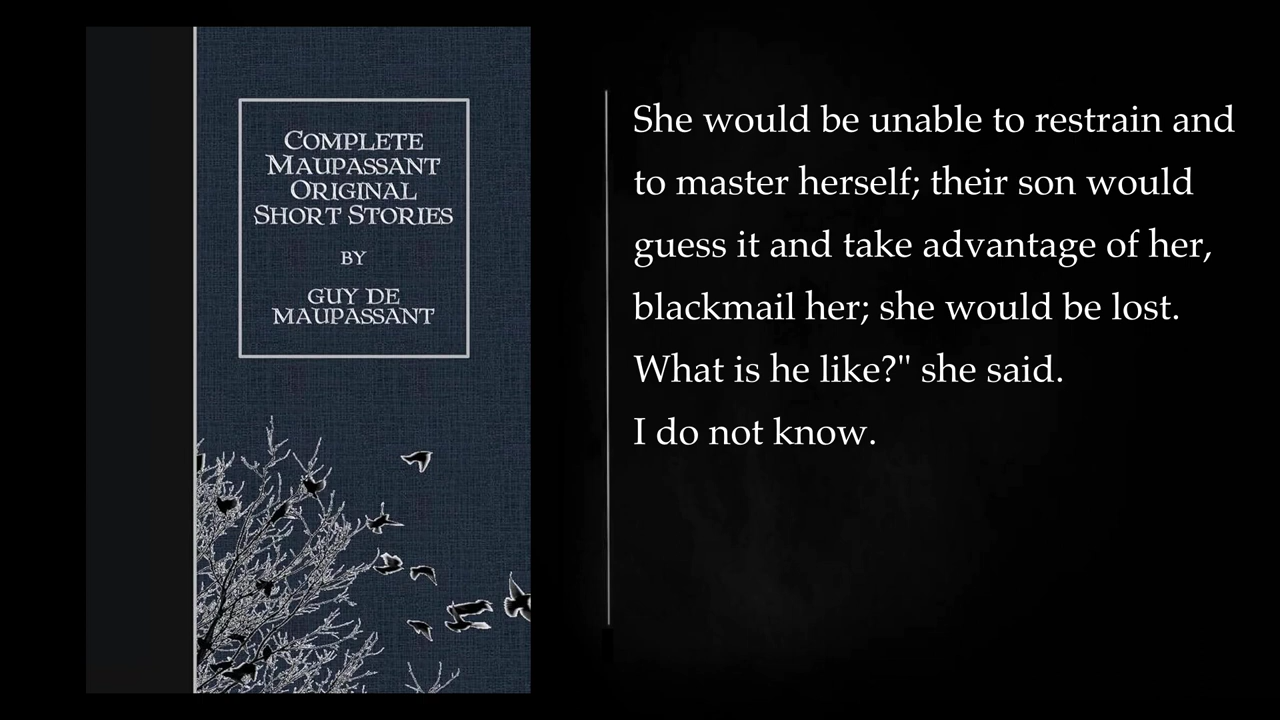 COMPLETE
MAUPASSANT
ORIGINAL
SHORT STORIES
BY
GUY DE
MAUPASSANT
She would be unable to restrain and
to master herself; their son would
guess it and take advantage of her,
blackmail her; she would be lost.
What is he like?" she said.
I do not know.